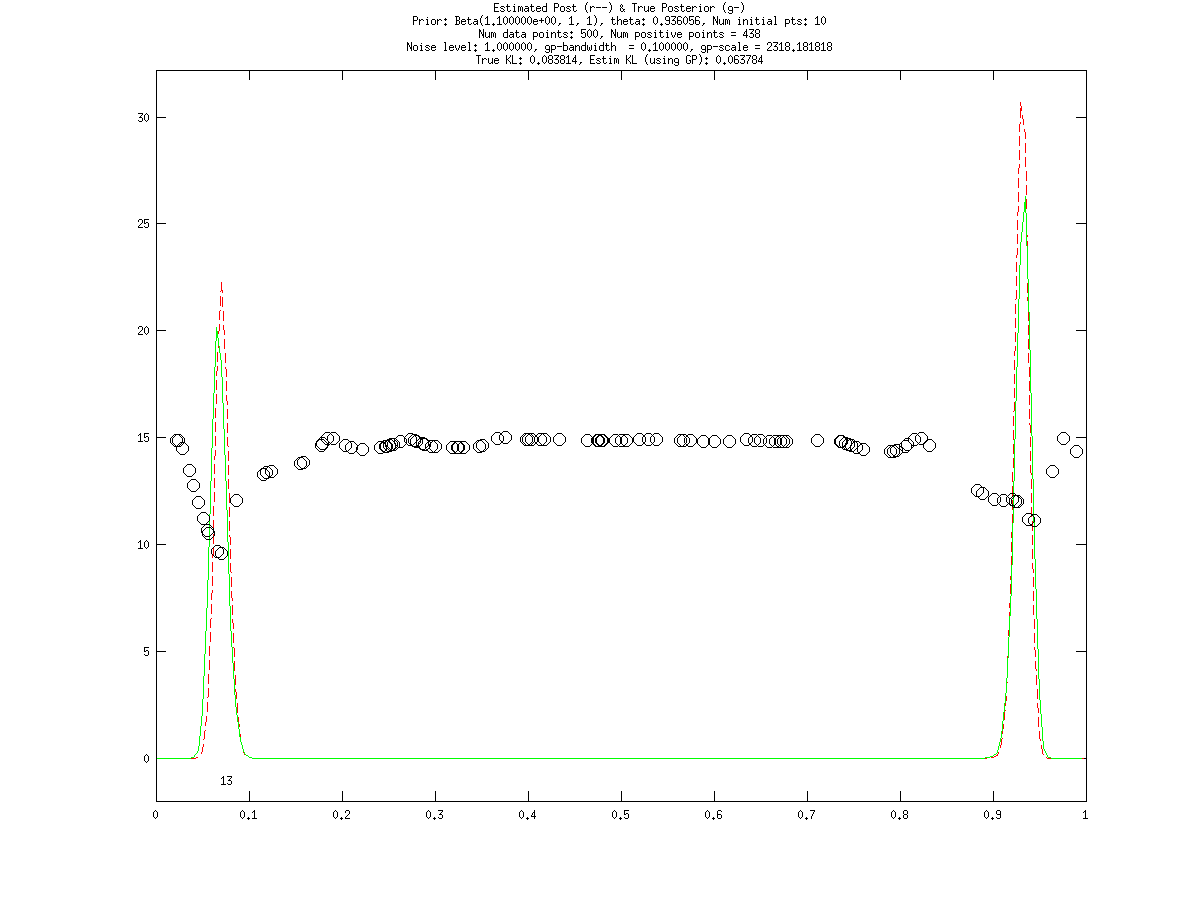 Estimated Post (r--) & True Posterior (g-)
Prior: Beta(1.100000e+00, 1, 1), theta: 0.936056, Num initial pts: 10
Num data points: 500, Num positive points = 438
Noise level: 1.000000, gp-bandwidth  = 0.100000, gp-scale = 2318.181818
True KL: 0.083814, Estim KL (using GP): 0.063784
30
25
20
15
10
5
0
13
0 0.1 0.2 0.3 0.4 0.5 0.6 0.7 0.8 0.9 1